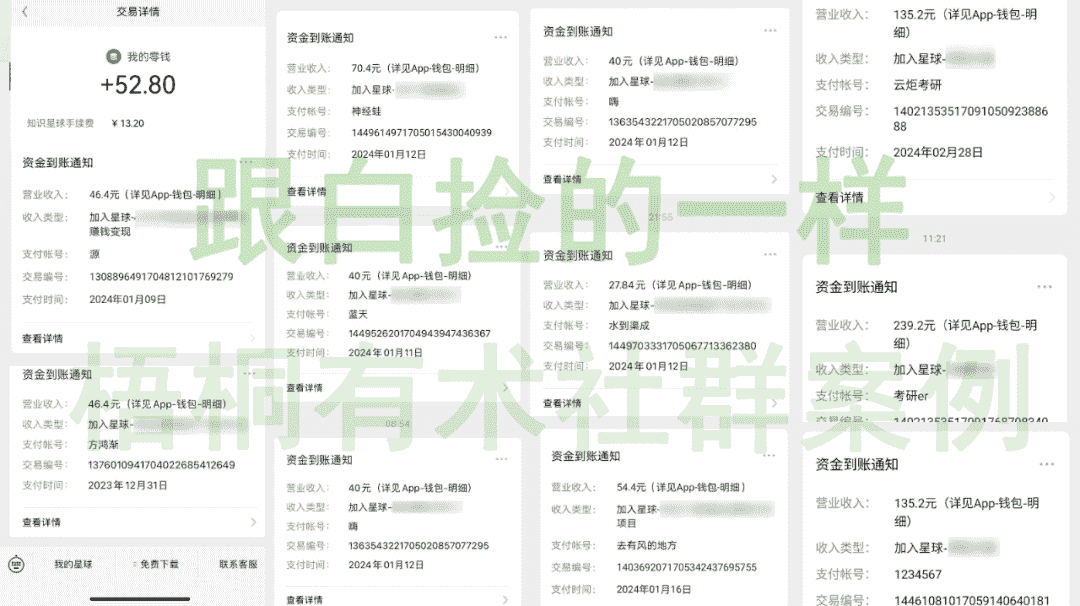 交易详情
我的零钱
+52.80
知识星球手续费 ¥ 13.20
资金到账通知
营业收入: 46.4元（详见App-钱包-明细）
收入类型: 加入星球-
赚钱变现
支付帐号: 源
交易编号: 1308896491704812101769279
支付时间: 2024年01月09日
查看详情
资金到账通知
营业收入: 46.4元（详见App-钱包-明细）
收入类型: 加入星球-
支付帐号: 方鸿渐
交易编号: 1376010941704022685412649
支付时间: 2023年12月31日
查看详情
我的星球
免费下载
联系客服
资金到账通知
营业收入: 70.4元（详见App-钱包-明细）
收入类型: 加入星球-
支付帐号: 神经蛙
交易编号: 1449614971705015430040939
支付时间: 2024年01月12日
查看详情
资金到账通知
营业收入: 40元（详见App-钱包-明细）
收入类型: 加入星球-
支付帐号: 蓝天
交易编号: 1449526201704943947436367
支付时间: 2024年01月11日
查看详情
08:54
资金到账通知
营业收入: 40元（详见App-钱包-明细）
收入类型: 加入星球-
支付帐号: 嗨
交易编号: 1363543221705020857077295
支付时间: 2024年01月12日
查看详情
资金到账通知
营业收入: 40元（详见App-钱包-明细）
收入类型: 加入星球-
支付帐号: 嗨
交易编号: 1363543221705020857077295
支付时间: 2024年01月12日
查看详情
21:55
资金到账通知
营业收入: 27.84元（详见App-钱包-明细）
收入类型: 加入星球-
支付帐号: 水到渠成
交易编号: 1449703331705067713362380
支付时间: 2024年01月12日
查看详情
资金到账通知
营业收入: 54.4元（详见App-钱包-明细）
收入类型: 加入星球-
项目
支付帐号: 去有风的地方
交易编号: 1403692071705342437695755
支付时间: 2024年01月16日
营业收入: 135.2元（详见App-钱包-明
细）
收入类型: 加入星球-
支付帐号: 云炬考研
交易编号: 14021353517091050923886
88
支付时间: 2024年02月28日
查看详情
11:21
资金到账通知
营业收入: 239.2元（详见App-钱包-明
细）
收入类型: 加入星球-
支付帐号: 考研er
交易编号: 14021353517091768708340
资金到账通知
营业收入: 135.2元（详见App-钱包-明
细）
收入类型: 加入星球-
支付帐号: 1234567
交易编号: 14461081017059140640181
跟白捡的一样
梧桐有术社群案例